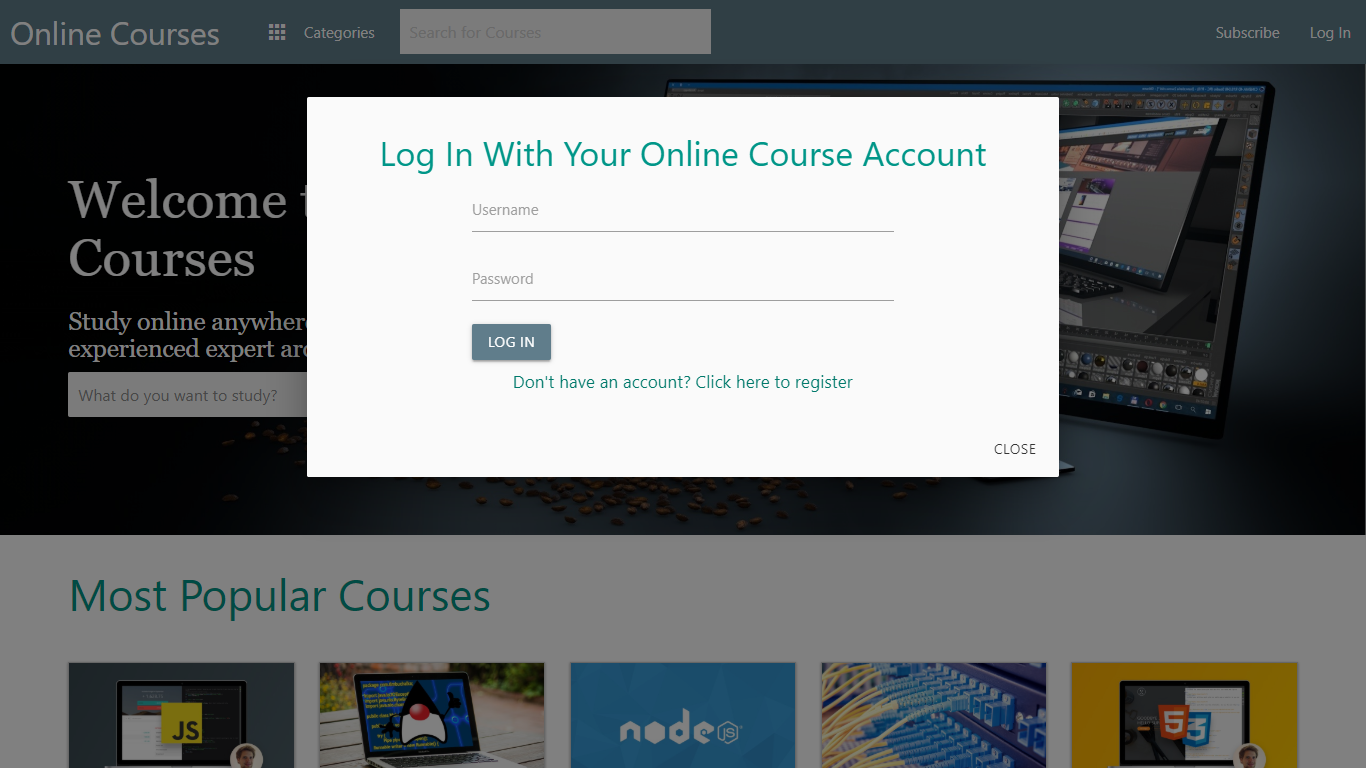 Online Courses
Categories
Search for Courses
Subscribe
Log In
Log In With Your Online Course Account
Username
Password
LOG IN
Don't have an account? Click here to register
CLOSE
Welcome
Courses
Study online anywhere
experienced expert
What do you want to study?
Most Popular Courses
JS
node
JS
5
3